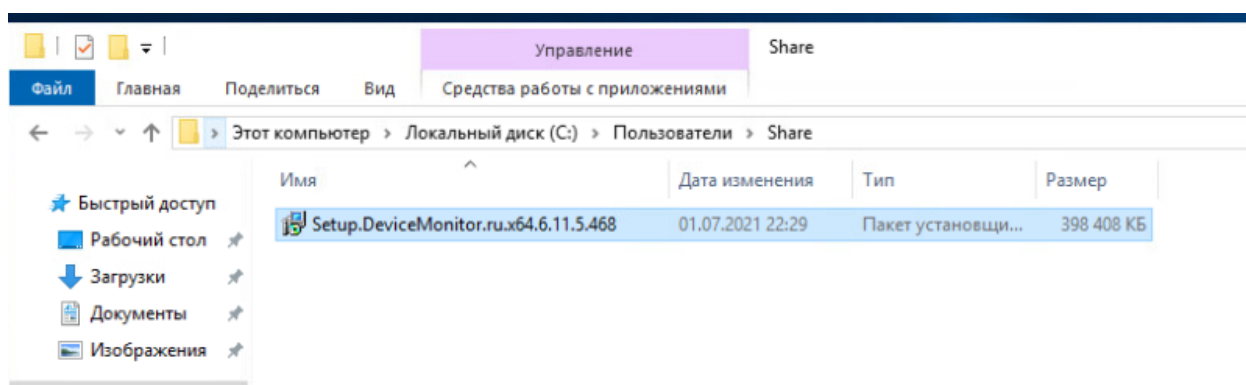 Управление Share
Файл Главная Поделиться Вид Средства работы с приложениями
Этот компьютер > Локальный диск (C:) > Пользователи > Share
Имя Дата изменения Тип Размер
Быстрый доступ
Setup.DeviceMonitor.ru.x64.6.11.5.468 01.07.2021 22:29 Пакет установщи... 398 408 КБ
Рабочий стол
Загрузки
Документы
Изображения